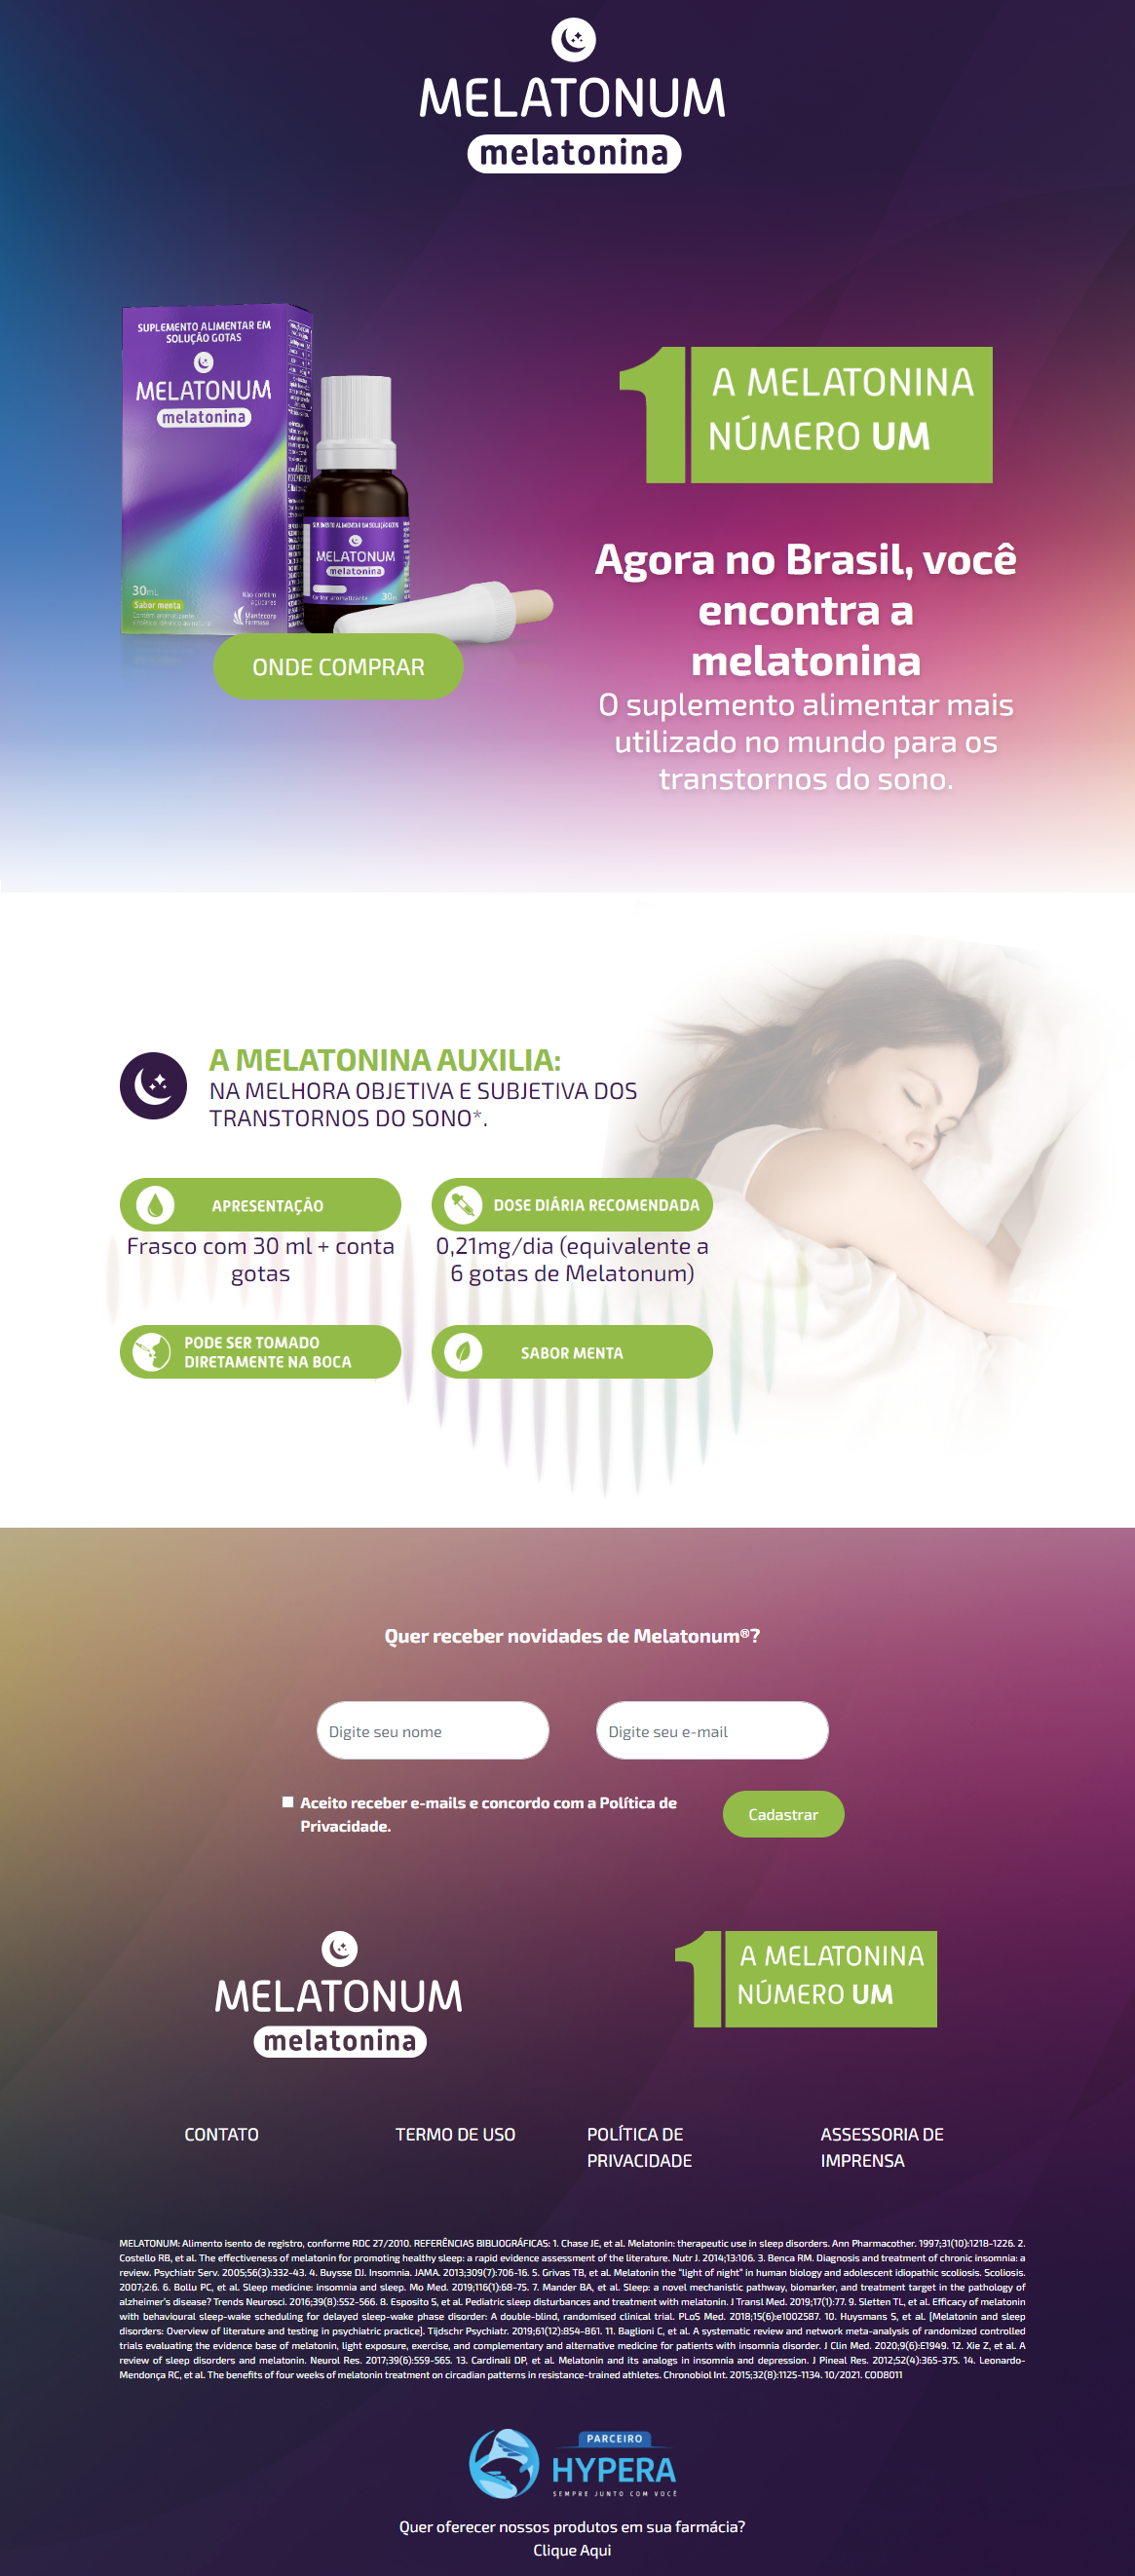 MELATONUM
melatonina
SUPLEMENTO ALIMENTAR EM
SOLUÇÃO GOTAS
MELATONUM
melatonina
30mL
Sabor menta
Não contém
açúcares
Mantecorp
Farmasa
MELATONUM
melatonina
ONDE COMPRAR
1 A MELATONINA
NÚMERO UM
Agora no Brasil, você
encontra a
melatonina
O suplemento alimentar mais
utilizado no mundo para os
transtornos do sono.
A MELATONINA AUXILIA:
NA MELHORA OBJETIVA E SUBJETIVA DOS
TRANSTORNOS DO SONO*.
APRESENTAÇÃO
Frasco com 30 ml + conta
gotas
DOSE DIÁRIA RECOMENDADA
0,21mg/dia (equivalente a
6 gotas de Melatonum)
PODE SER TOMADO
DIRETAMENTE NA BOCA
SABOR MENTA
Quer receber novidades de Melatonum®?
Digite seu nome
Digite seu e-mail
Aceito receber e-mails e concordo com a Política de
Privacidade.
Cadastrar
MELATONUM
melatonina
1 A MELATONINA
NÚMERO UM
CONTATO
TERMO DE USO
POLÍTICA DE
PRIVACIDADE
ASSESSORIA DE
IMPRENSA
MELATONUM: Alimento isento de registro, conforme RDC 27/2010. REFERÊNCIAS BIBLIOGRÁFICAS: 1. Chase JE, et al. Melatonin: therapeutic use in sleep disorders. Ann Pharmacother. 1997;31(10):1218-1226. 2.
Costello RB, et al. The effectiveness of melatonin for promoting healthy sleep: a rapid evidence assessment of the literature. Nutr J. 2014;13:106. 3. Benca RM. Diagnosis and treatment of chronic insomnia: a
review. Psychiatr Serv. 2005;56(3):332-43. 4. Buysse DJ. Insomnia. JAMA. 2013;309(7):706-16. 5. Grivas TB, et al. Melatonin the "light of night" in human biology and adolescent idiopathic scoliosis. Scoliosis.
2007;2:6. 6. Bollu PC, et al. Sleep medicine: insomnia and sleep. Mo Med. 2019;116(1):68-75. 7. Mander BA, et al. Sleep: a novel mechanistic pathway, biomarker, and treatment target in the pathology of
alzheimer's disease? Trends Neurosci. 2016;39(8):552-566. 8. Esposito S, et al. Pediatric sleep disturbances and treatment with melatonin. J Transl Med. 2019;17(1):77. 9. Sletten TL, et al. Efficacy of melatonin
with behavioural sleep-wake scheduling for delayed sleep-wake phase disorder: A double-blind, randomised clinical trial. PLoS Med. 2018;15(6):e1002587. 10. Huysmans S, et al. [Melatonin and sleep
disorders: Overview of literature and testing in psychiatric practice]. Tijdschr Psychiatr. 2019;61(12):854-861. 11. Baglioni C, et al. A systematic review and network meta-analysis of randomized controlled
trials evaluating the evidence base of melatonin, light exposure, exercise, and complementary and alternative medicine for patients with insomnia disorder. J Clin Med. 2020;9(6):E1949. 12. Xie Z, et al. A
review of sleep disorders and melatonin. Neurol Res. 2017;39(6):559-565. 13. Cardinali DP, et al. Melatonin and its analogs in insomnia and depression. J Pineal Res. 2012;52(4):365-375. 14. Leonardo-
Mendonça RC, et al. The benefits of four weeks of melatonin treatment on circadian patterns in resistance-trained athletes. Chronobiol Int. 2015;32(8):1125-1134. 10/2021. COD8011
PARCEIRO
HYPERA
SEMPRE JUNTO COM VOCÊ
Quer oferecer nossos produtos em sua farmácia?
Clique Aqui